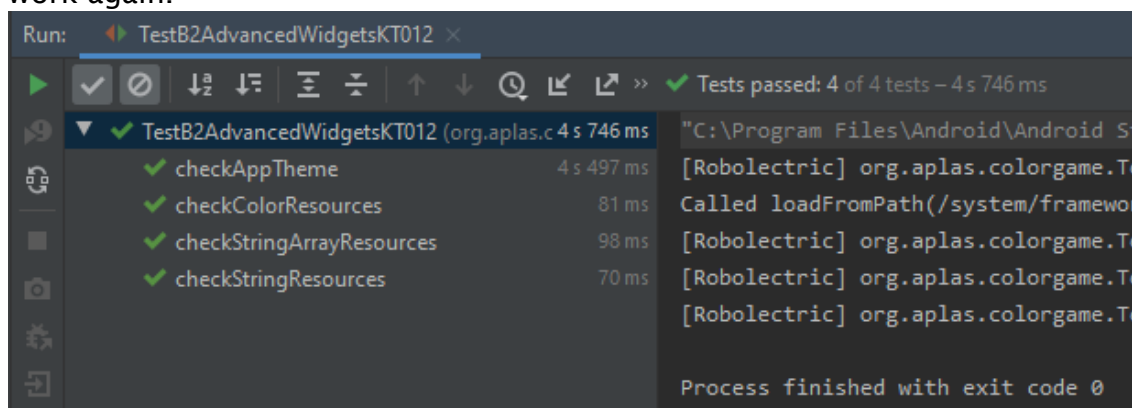 work again.
Run: TestB2AdvancedWidgetsKT012 ×
Tests passed: 4 of 4 tests – 4 s 746 ms
TestB2AdvancedWidgetsKT012 (org.aplas.c 4 s 746 ms
checkAppTheme 4 s 497 ms
checkColorResources 81 ms
checkStringArrayResources 98 ms
checkStringResources 70 ms
"C:\Program Files\Android\Android S
[Robolectric] org.aplas.colorgame.T
Called loadFromPath(/system/framewor
[Robolectric] org.aplas.colorgame.T
[Robolectric] org.aplas.colorgame.T
[Robolectric] org.aplas.colorgame.T
Process finished with exit code 0